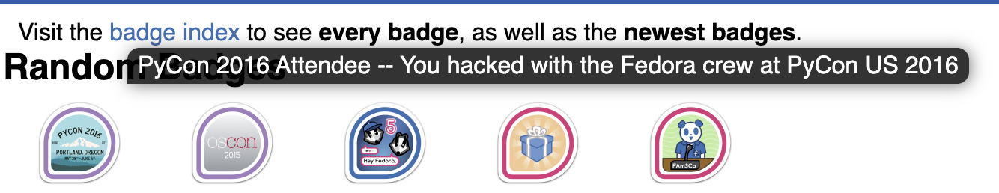 Visit the badge index to see every badge, as well as the newest badges.
Random Badges
PyCon 2016 Attendee -- You hacked with the Fedora crew at PyCon US 2016
PYCON 2016
PORTLAND, OREGON
MAY 28TH - JUNE 5TH
oscon
2015
5
Hey Fedora,
FAmSCo